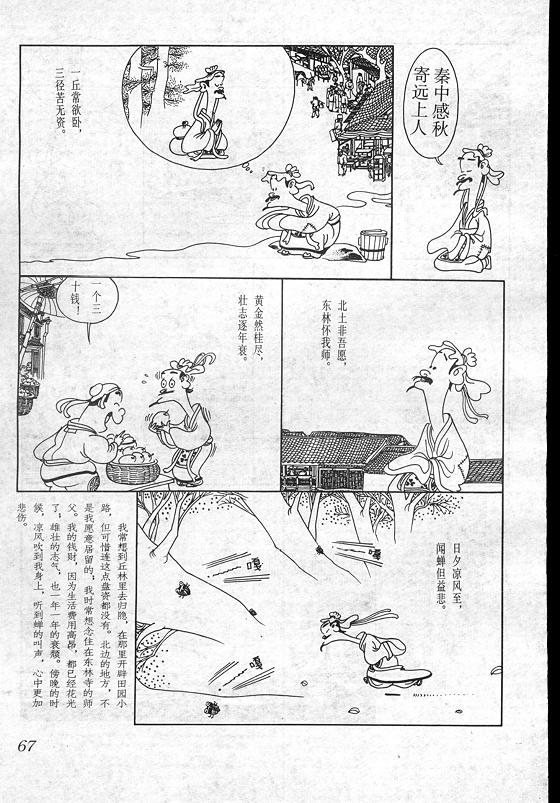 秦中感秋
寄远上人
一丘常欲卧，
三径苦无资。
北土非吾愿，
东林怀我师。
黄金然桂尽，
壮志逐年衰。
一个三
十钱！
日夕凉风至，
闻蝉但益悲。
嘎
嘎
嘎
我常想到丘林里去归隐，在那里开辟田园小
路，但可惜连这点盘资都没有。北边的地方，不
是我愿意居留的；我时常想念住在东林寺的师
父。我的钱财，因为生活费用高昂，都已经花光
了；雄壮的志气，也一年一年的衰颓。傍晚的时
候，凉风吹到我身上，听到蝉的叫声，心中更加
悲伤。
67